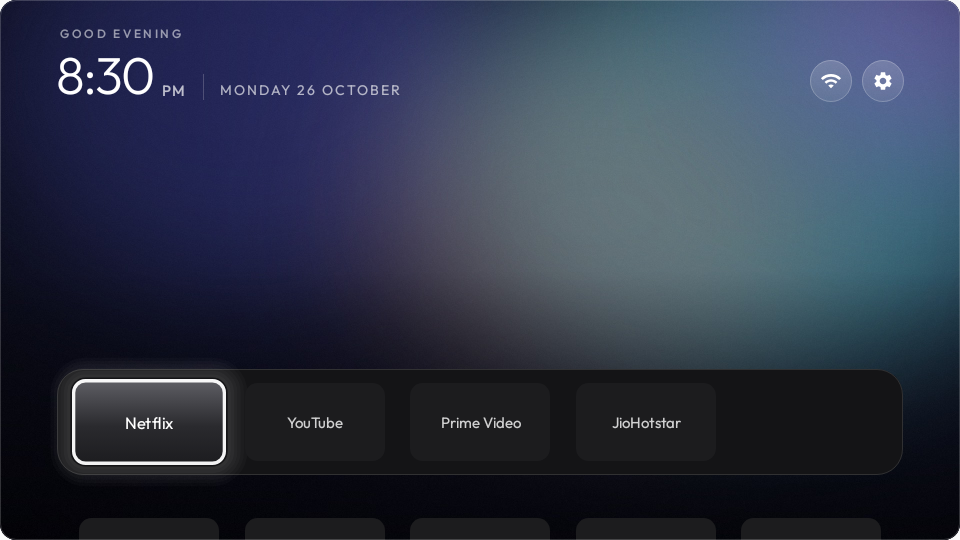 GOOD EVENING
8:30 PM
MONDAY 26 OCTOBER
Netflix
YouTube
Prime Video
JioHotstar